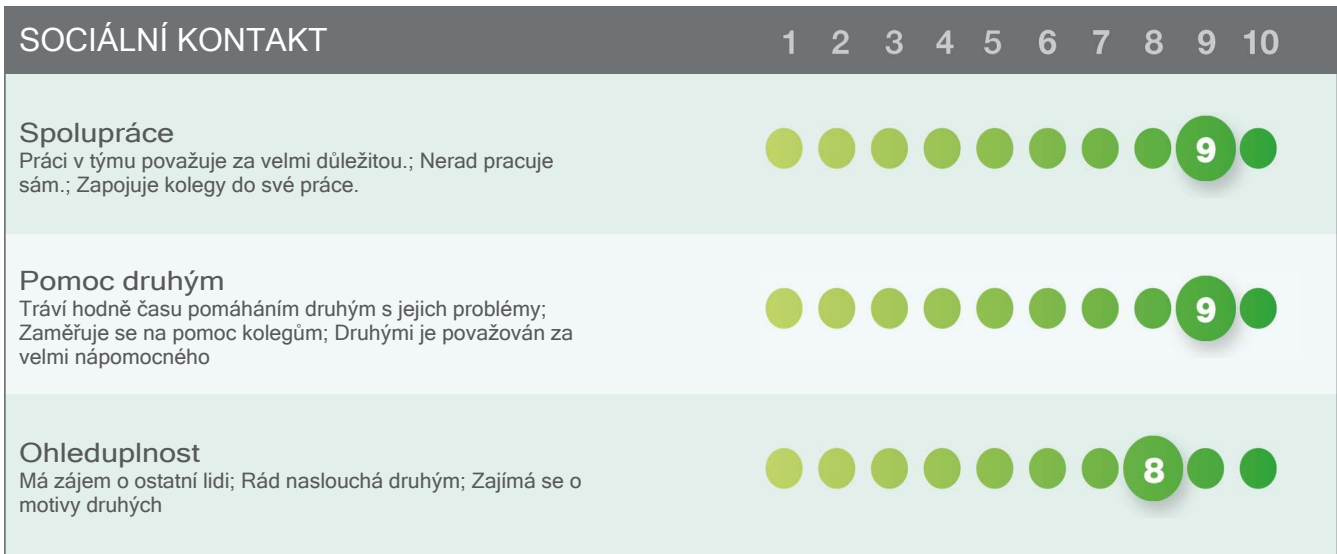 SOCIÁLNÍ KONTAKT 1 2 3 4 5 6 7 8 9 10
Spolupráce
Práci v týmu považuje za velmi důležitou.; Nerad pracuje
sám.; Zapojuje kolegy do své práce.
9
Pomoc druhým
Tráví hodně času pomáháním druhým s jejich problémy;
Zaměřuje se na pomoc kolegům; Druhými je považován za
velmi nápomocného
9
Ohleduplnost
Má zájem o ostatní lidi; Rád naslouchá druhým; Zajímá se o
motivy druhých
8